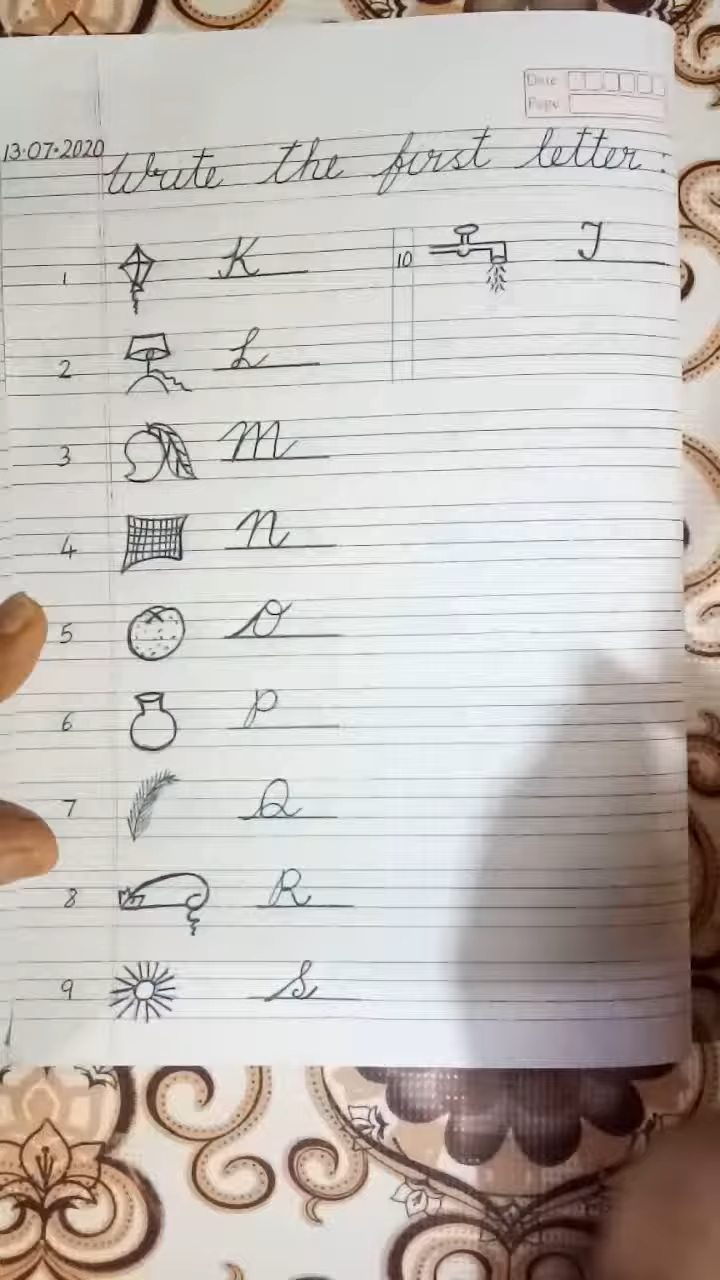 Date
Page
13.07.2020
Write the first letter:
1 K
2 L
3 M
4 N
5 O
6 P
7 Q
8 R
9 S
10 T